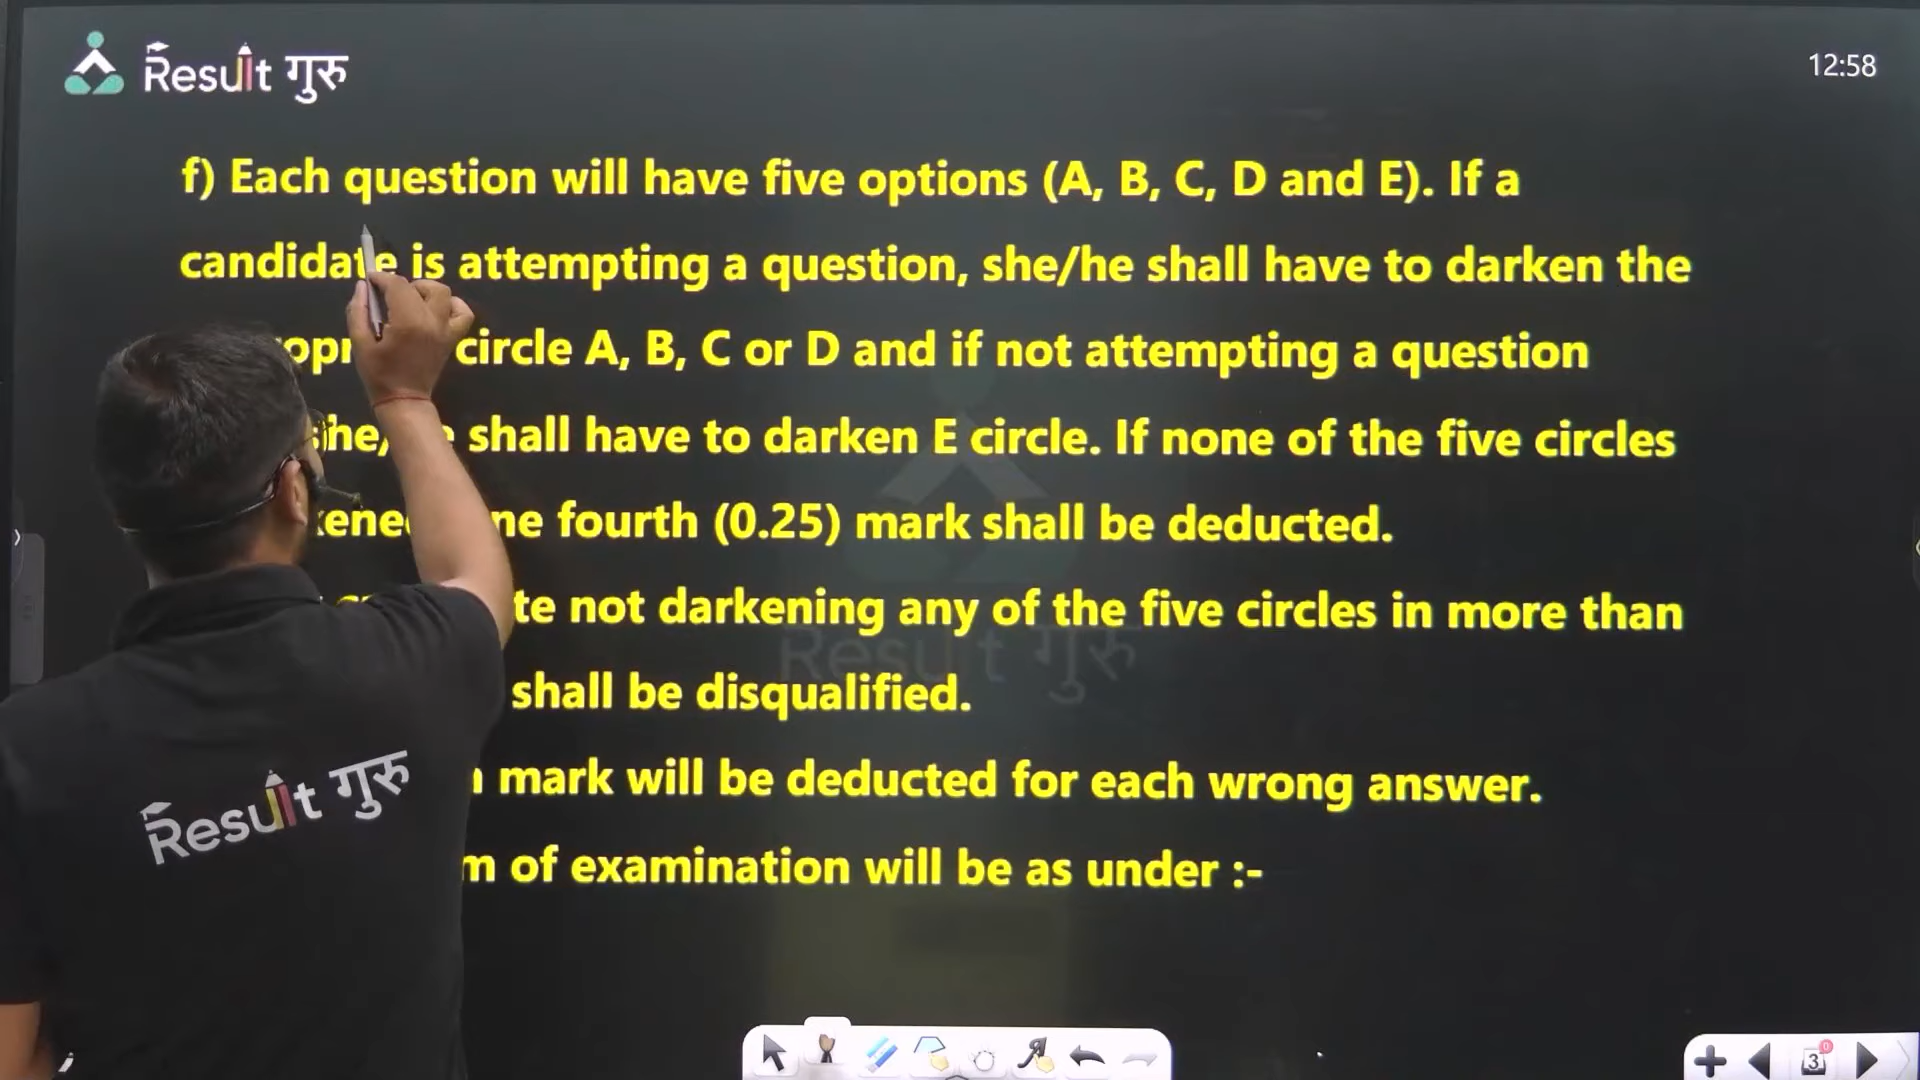 Result गुरु
12:58
f) Each question will have five options (A, B, C, D and E). If a
candidate is attempting a question, she/he shall have to darken the
circle A, B, C or D and if not attempting a question
shall have to darken E circle. If none of the five circles
fourth (0.25) mark shall be deducted.
not darkening any of the five circles in more than
shall be disqualified.
mark will be deducted for each wrong answer.
of examination will be as under :-
Result गुरु
Result गुरु
3